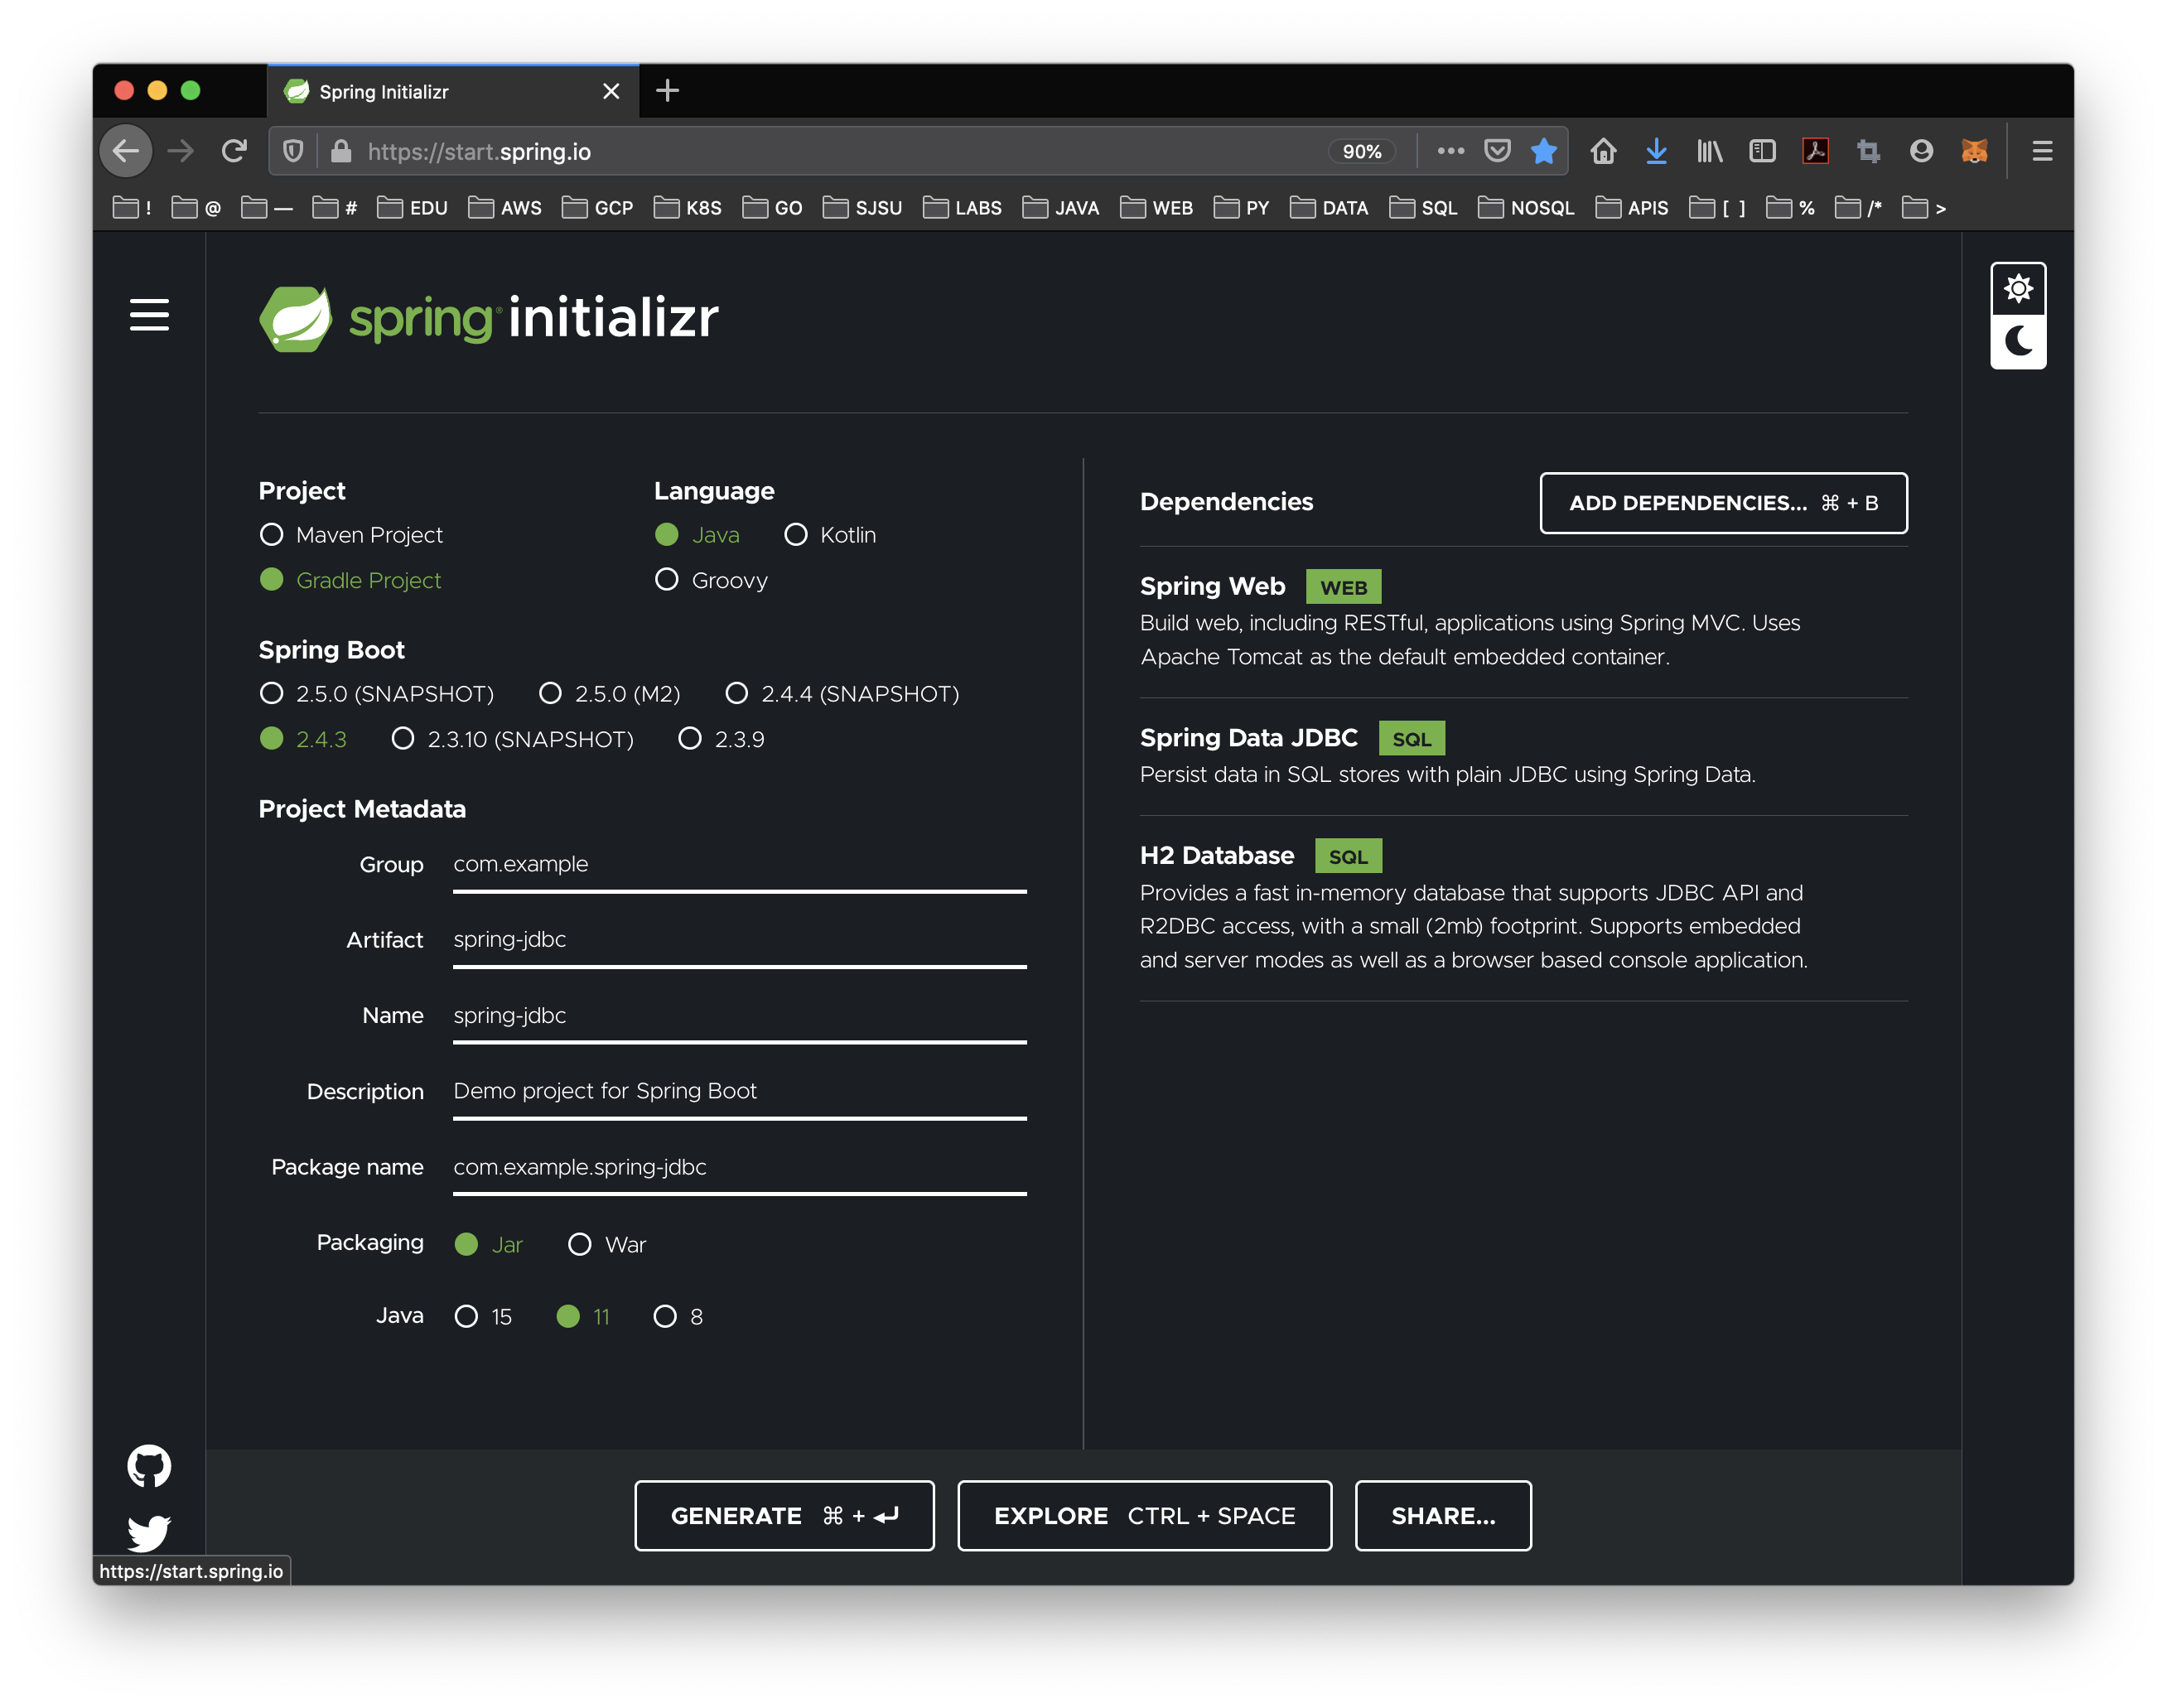 Spring Initializr
https://start.spring.io
90%
! @ — # EDU AWS GCP K8S GO SJSU LABS JAVA WEB PY DATA SQL NOSQL APIS [ ] % /* >
spring® initializr
Project
Maven Project
Gradle Project
Language
Java Kotlin
Groovy
Spring Boot
2.5.0 (SNAPSHOT) 2.5.0 (M2) 2.4.4 (SNAPSHOT)
2.4.3 2.3.10 (SNAPSHOT) 2.3.9
Project Metadata
Group com.example
Artifact spring-jdbc
Name spring-jdbc
Description Demo project for Spring Boot
Package name com.example.spring-jdbc
Packaging Jar War
Java 15 11 8
Dependencies
ADD DEPENDENCIES... ⌘ + B
Spring Web WEB
Build web, including RESTful, applications using Spring MVC. Uses
Apache Tomcat as the default embedded container.
Spring Data JDBC SQL
Persist data in SQL stores with plain JDBC using Spring Data.
H2 Database SQL
Provides a fast in-memory database that supports JDBC API and
R2DBC access, with a small (2mb) footprint. Supports embedded
and server modes as well as a browser based console application.
GENERATE ⌘ + ⏎
EXPLORE CTRL + SPACE
SHARE...
https://start.spring.io